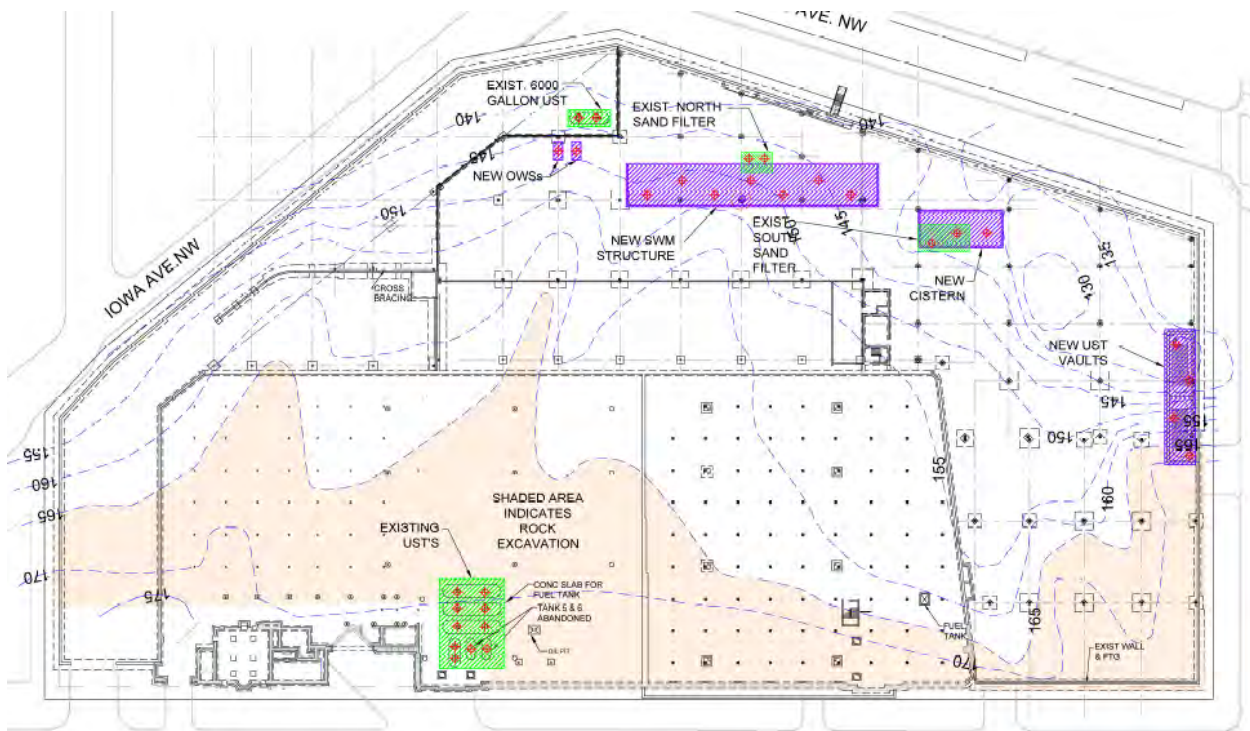 AVE. NW
EXIST. 6000
GALLON UST
EXIST. NORTH
SAND FILTER
140
140
145
NEW OWSs
150
NEW SWM
STRUCTURE
EXIST.
SOUTH
SAND
FILTER
150
145
NEW
CISTERN
135
135
130
IOWA AVE.NW
CROSS
BRACING
NEW UST
VAULTS
145
150
155
165
155
155
160
165
160
SHADED AREA
INDICATES
ROCK
EXCAVATION
EXISTING
UST'S
170
175
CONC SLAB FOR
FUEL TANK
TANK 5 & 6
ABANDONED
FUEL
TANK
165
170
EXIST WALL
& FTG